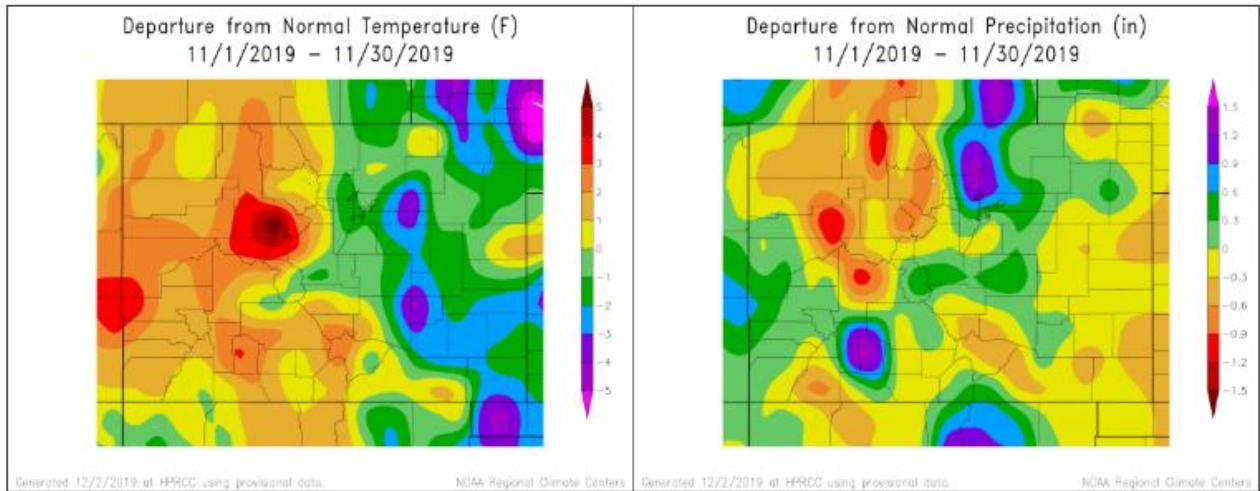 Departure from Normal Temperature (F)
11/1/2019 – 11/30/2019
5
4
3
2
1
0
-1
-2
-3
-4
-5
Generated 12/2/2019 at HPRCC using provisional data.
NOAA Regional Climate Centers
Departure from Normal Precipitation (in)
11/1/2019 – 11/30/2019
1.5
1.2
0.9
0.6
0.3
0
-0.3
-0.6
-0.9
-1.2
-1.5
Generated 12/2/2019 at HPRCC using provisional data.
NOAA Regional Climate Centers